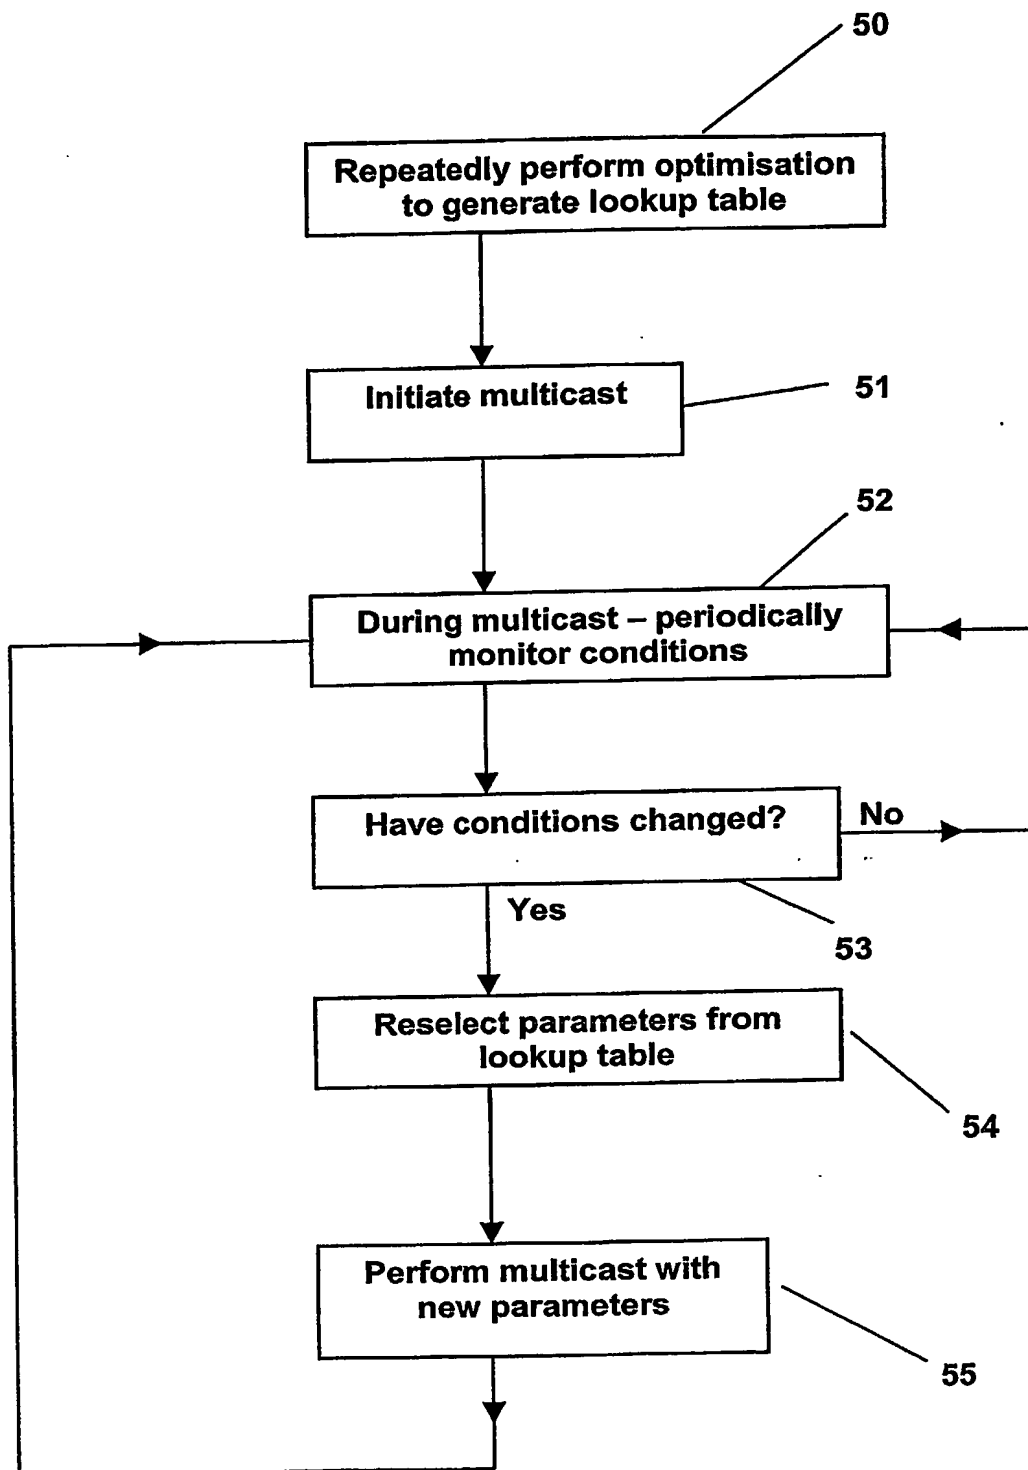 50
Repeatedly perform optimisation
to generate lookup table
Initiate multicast
51
52
During multicast – periodically
monitor conditions
Have conditions changed?
No
Yes
53
Reselect parameters from
lookup table
54
Perform multicast with
new parameters
55